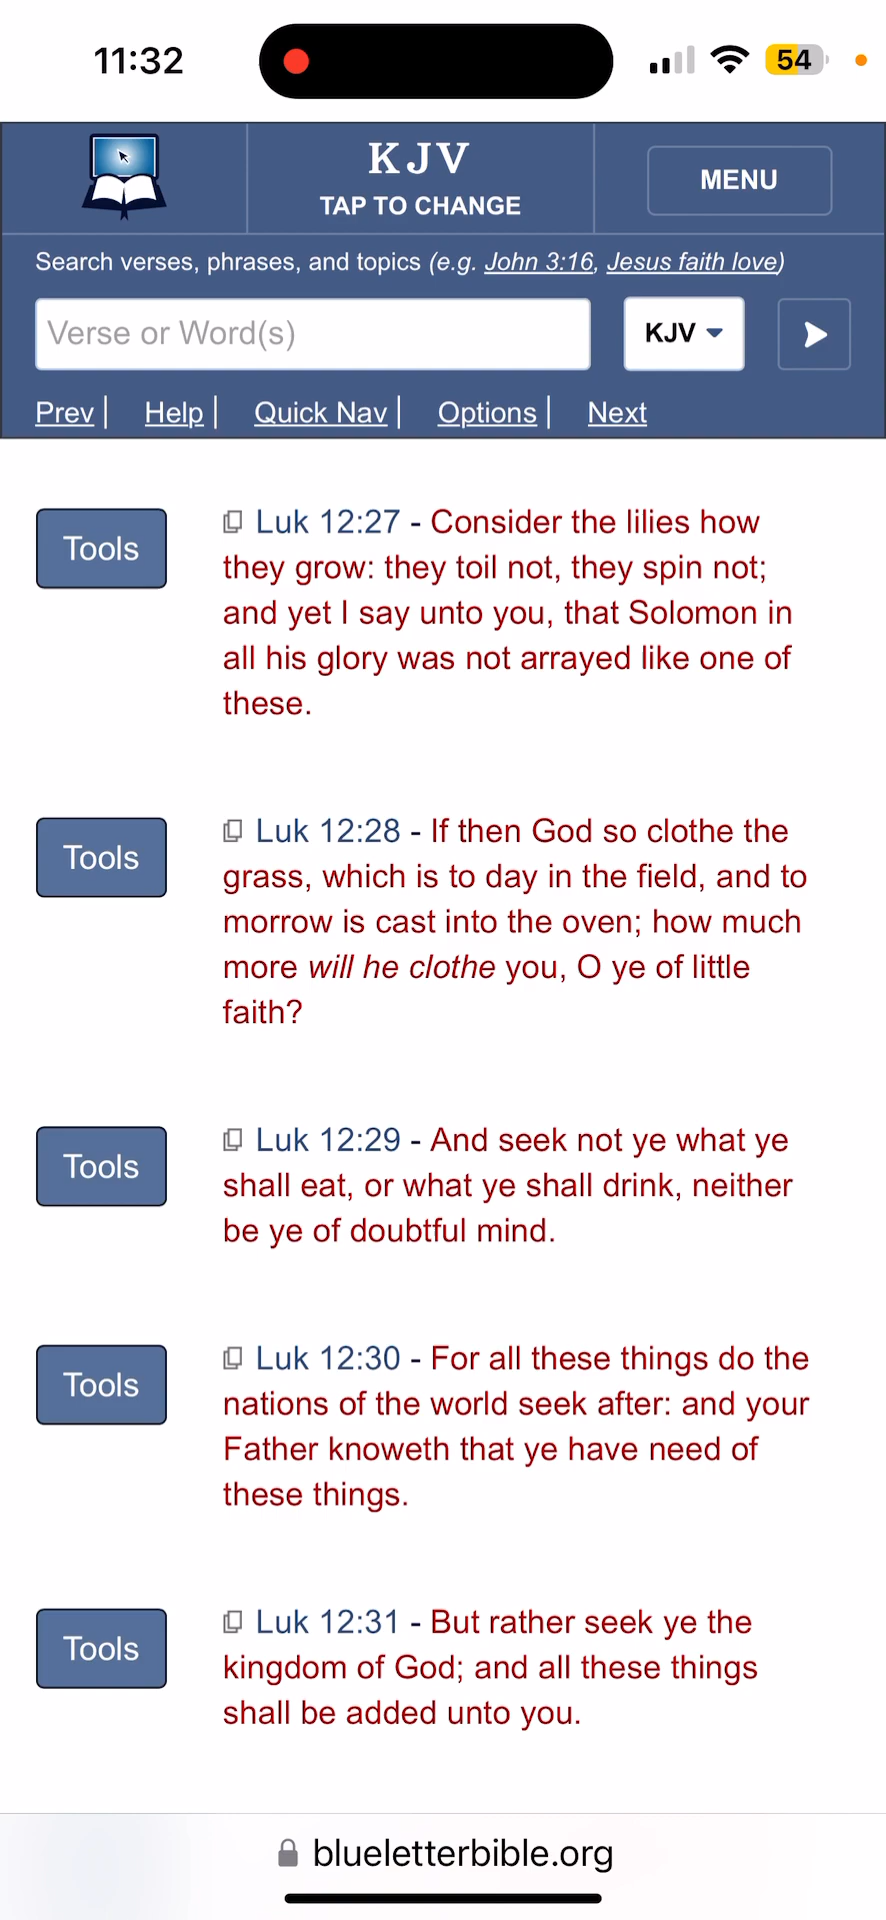 11:32
54
KJV
TAP TO CHANGE
MENU
Search verses, phrases, and topics (e.g. John 3:16, Jesus faith love)
Verse or Word(s)
KJV
Prev| Help| Quick Nav| Options| Next
Tools
Luk 12:27 - Consider the lilies how
they grow: they toil not, they spin not;
and yet I say unto you, that Solomon in
all his glory was not arrayed like one of
these.
Tools
Luk 12:28 - If then God so clothe the
grass, which is to day in the field, and to
morrow is cast into the oven; how much
more will he clothe you, O ye of little
faith?
Tools
Luk 12:29 - And seek not ye what ye
shall eat, or what ye shall drink, neither
be ye of doubtful mind.
Tools
Luk 12:30 - For all these things do the
nations of the world seek after: and your
Father knoweth that ye have need of
these things.
Tools
Luk 12:31 - But rather seek ye the
kingdom of God; and all these things
shall be added unto you.
blueletterbible.org